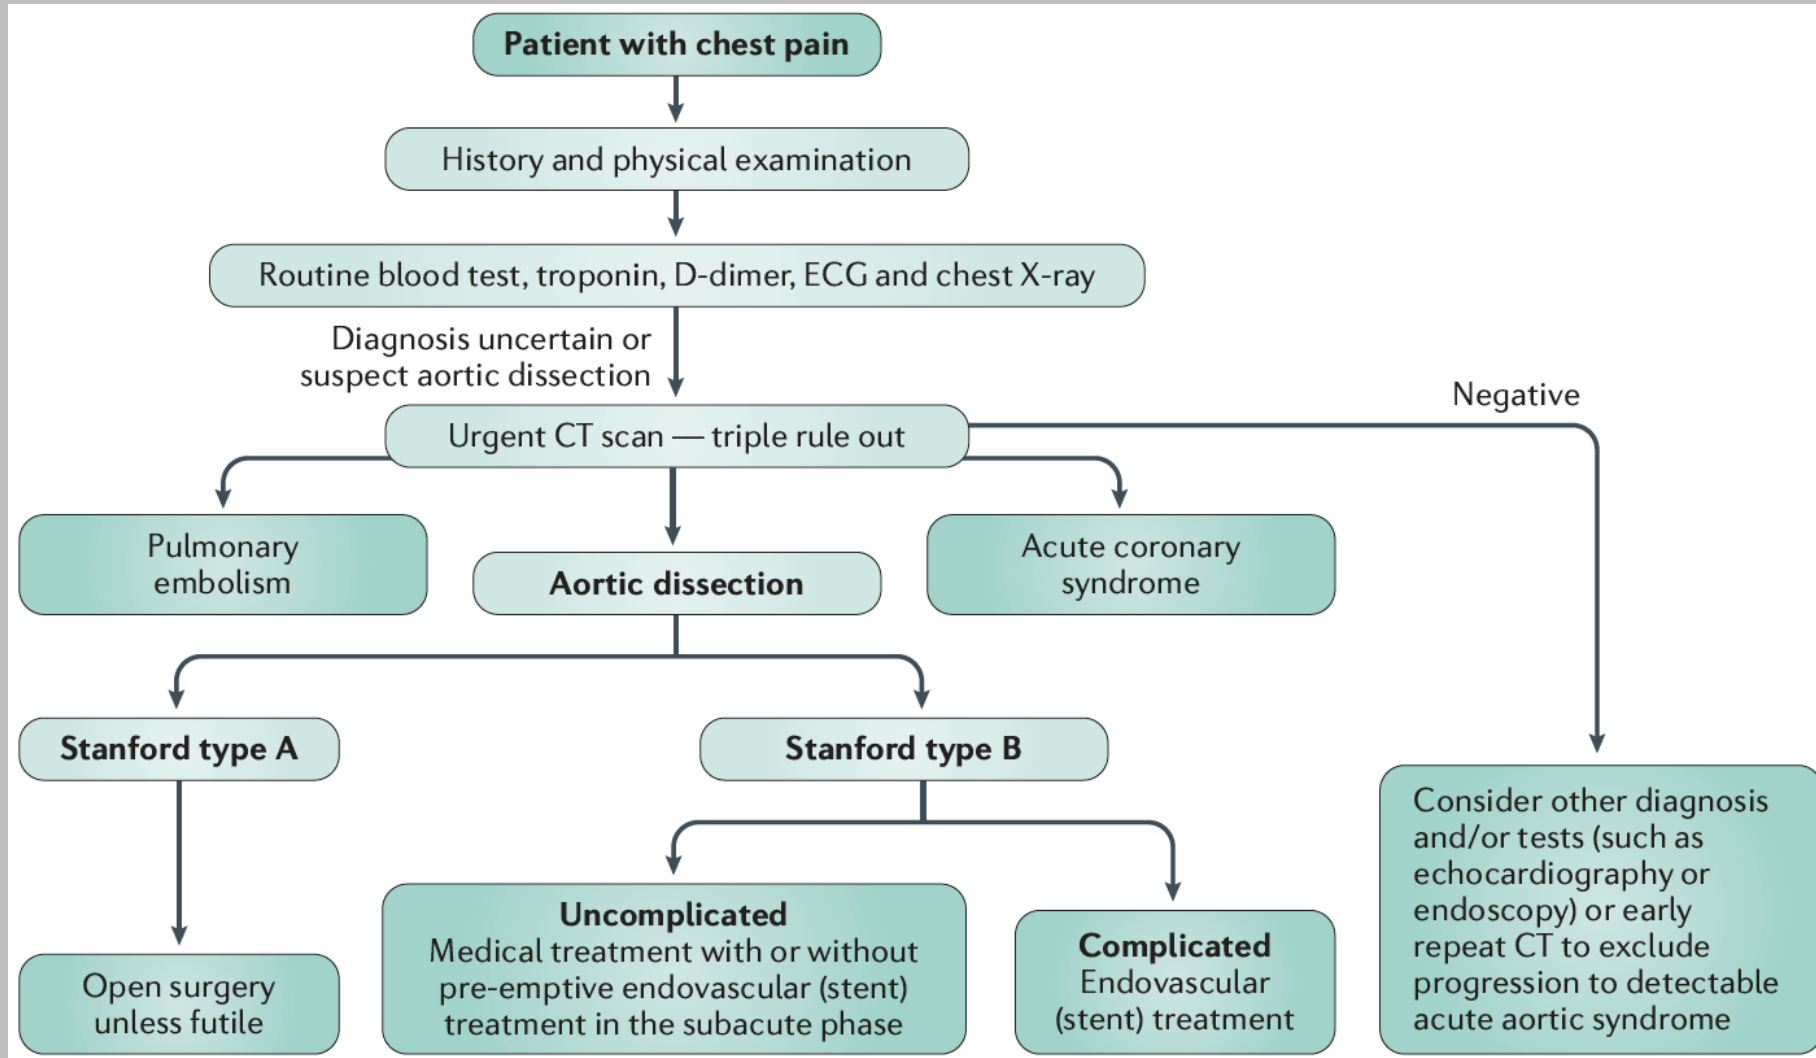 Patient with chest pain
History and physical examination
Routine blood test, troponin, D-dimer, ECG and chest X-ray
Diagnosis uncertain or
suspect aortic dissection
Negative
Urgent CT scan — triple rule out
Pulmonary
embolism
Aortic dissection
Acute coronary
syndrome
Stanford type A
Stanford type B
Open surgery
unless futile
Uncomplicated
Medical treatment with or without
pre-emptive endovascular (stent)
treatment in the subacute phase
Complicated
Endovascular
(stent) treatment
Consider other diagnosis
and/or tests (such as
echocardiography or
endoscopy) or early
repeat CT to exclude
progression to detectable
acute aortic syndrome